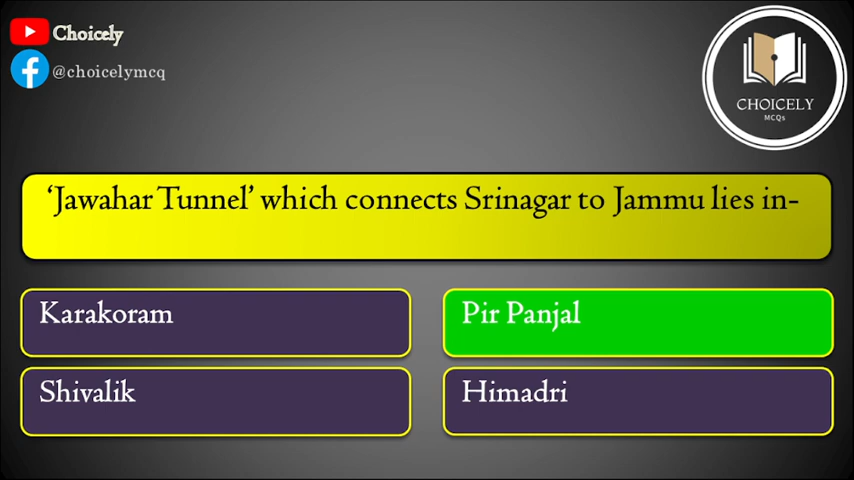 Choicely
@choicelymcq
CHOICELY
MCQs
‘Jawahar Tunnel’ which connects Srinagar to Jammu lies in-
Karakoram
Pir Panjal
Shivalik
Himadri